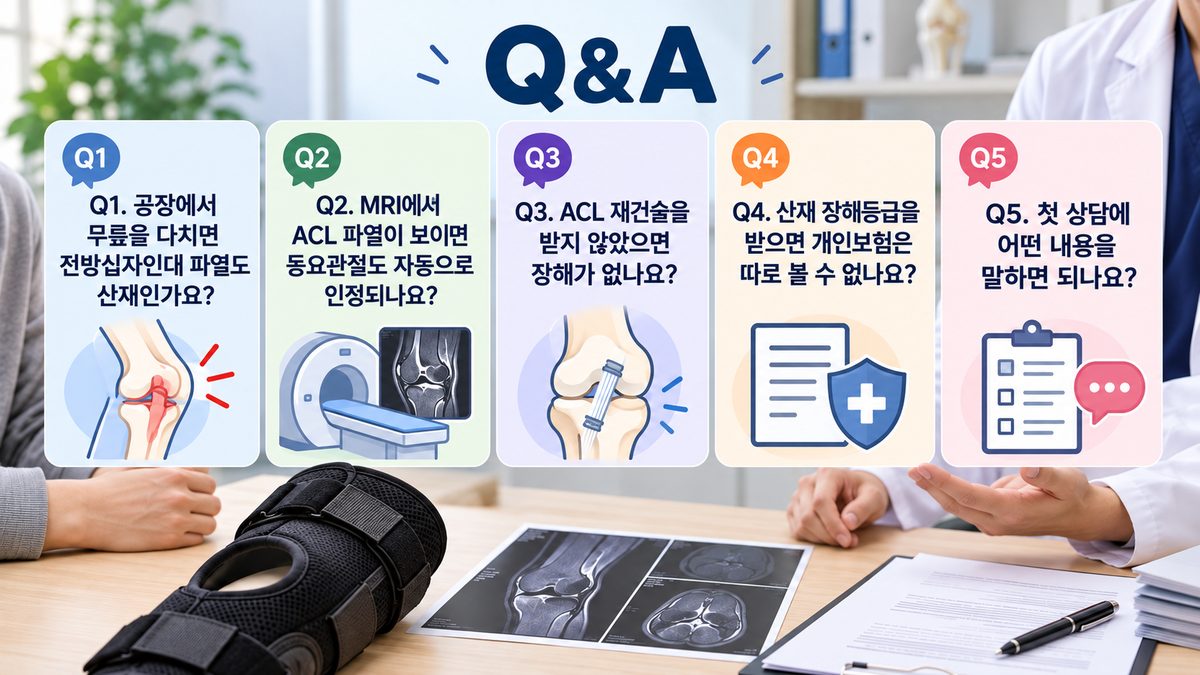 Q&A
Q1
Q1. 공장에서
무릎을 다치면
전방십자인대 파열도
산재인가요?
Q2
Q2. MRI에서
ACL 파열이 보이면
동요관절도 자동으로
인정되나요?
Q3
Q3. ACL 재건술을
받지 않았으면
장해가 없나요?
Q4
Q4. 산재 장해등급을
받으면 개인보험은
따로 볼 수 없나요?
Q5
Q5. 첫 상담에
어떤 내용을
말하면 되나요?